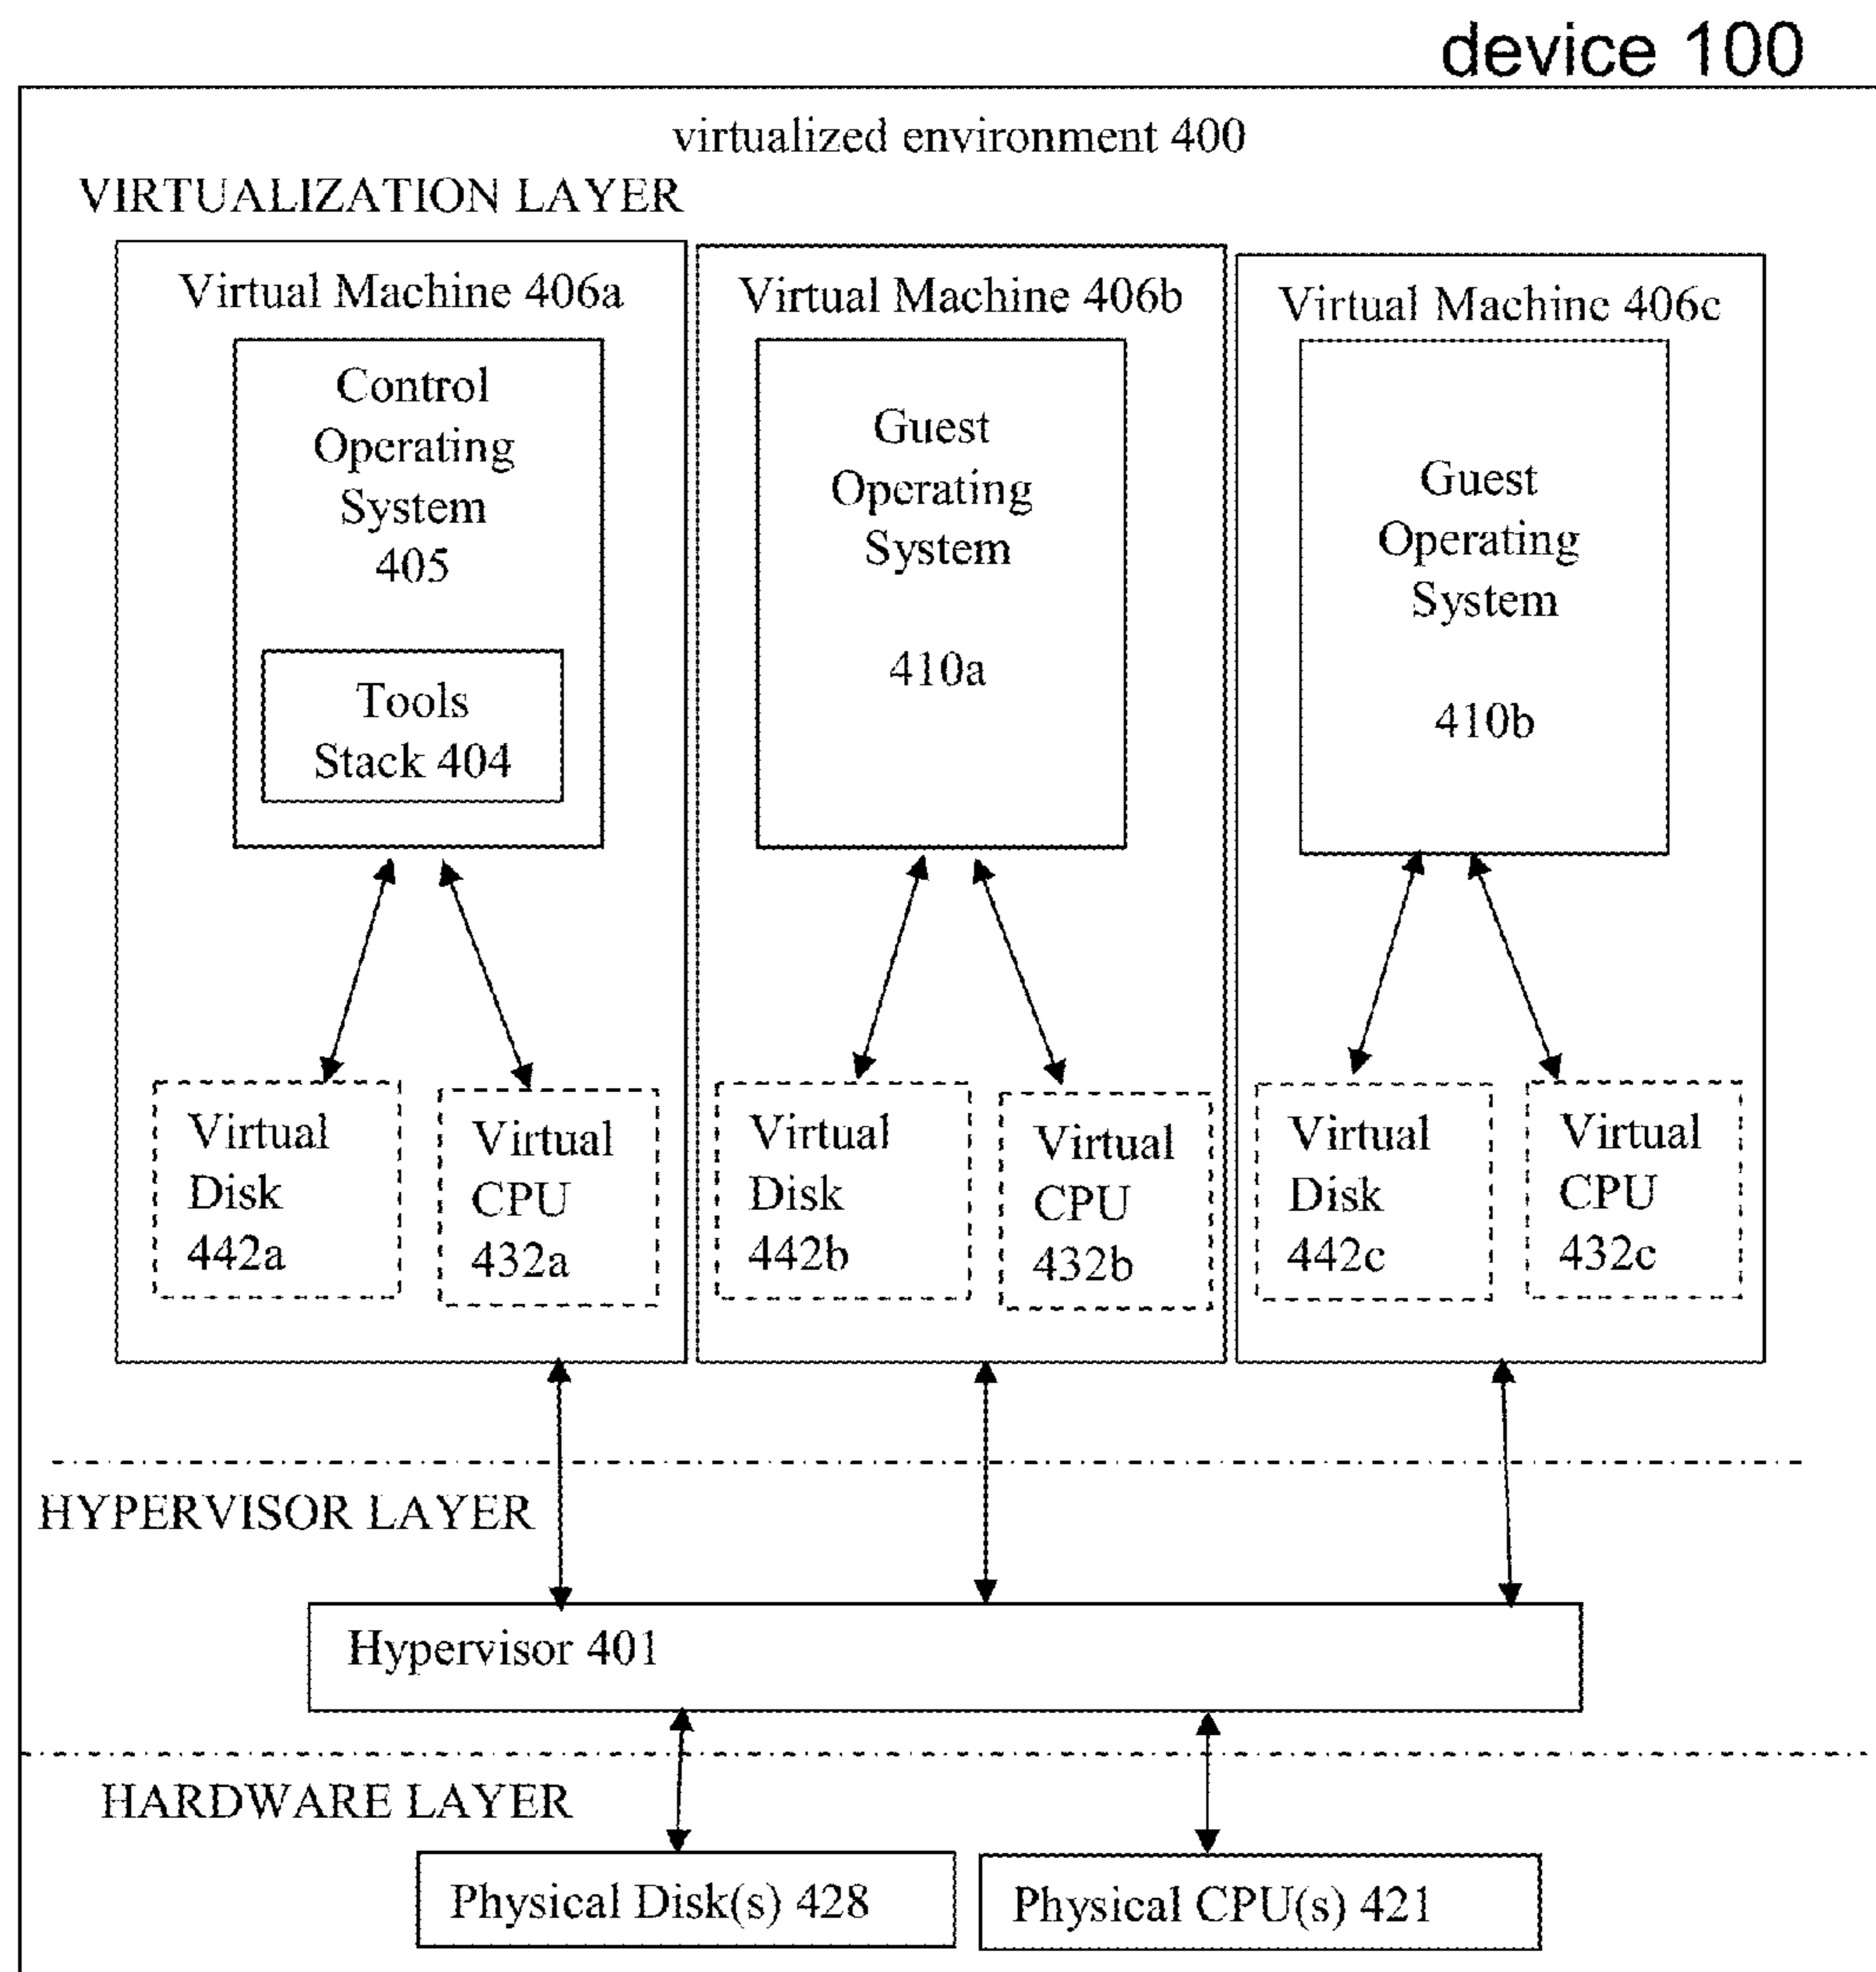 device 100
virtualized environment 400
VIRTUALIZATION LAYER
Virtual Machine 406a
Control
Operating
System
405
Tools
Stack 404
Virtual
Disk
442a
Virtual
CPU
432a
Virtual Machine 406b
Guest
Operating
System
410a
Virtual
Disk
442b
Virtual
CPU
432b
Virtual Machine 406c
Guest
Operating
System
410b
Virtual
Disk
442c
Virtual
CPU
432c
HYPERVISOR LAYER
Hypervisor 401
HARDWARE LAYER
Physical Disk(s) 428
Physical CPU(s) 421